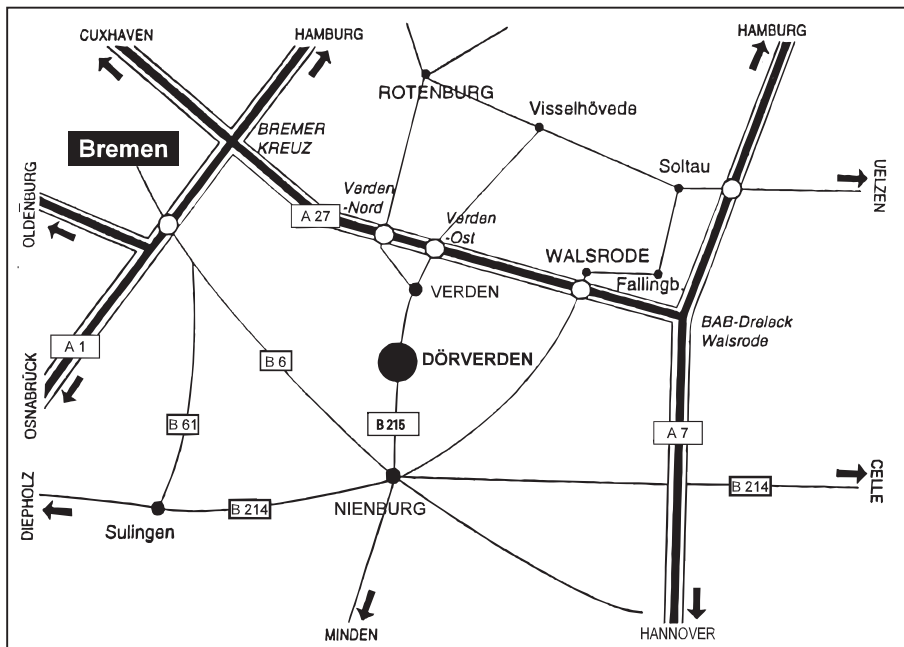 CUXHAVEN
HAMBURG
HAMBURG
ROTENBURG
Visselhövede
BREMER
KREUZ
Bremen
Soltau
UELZEN
OLDENBURG
Verden
-Nord
A 27
Verden
-Ost
WALSRODE
Fallingb.
VERDEN
BAB-Dreieck
Walsrode
A 1
DÖRVERDEN
B 6
OSNABRÜCK
B 61
B 215
A 7
DIEPHOLZ
B 214
NIENBURG
B 214
CELLE
Sulingen
MINDEN
HANNOVER